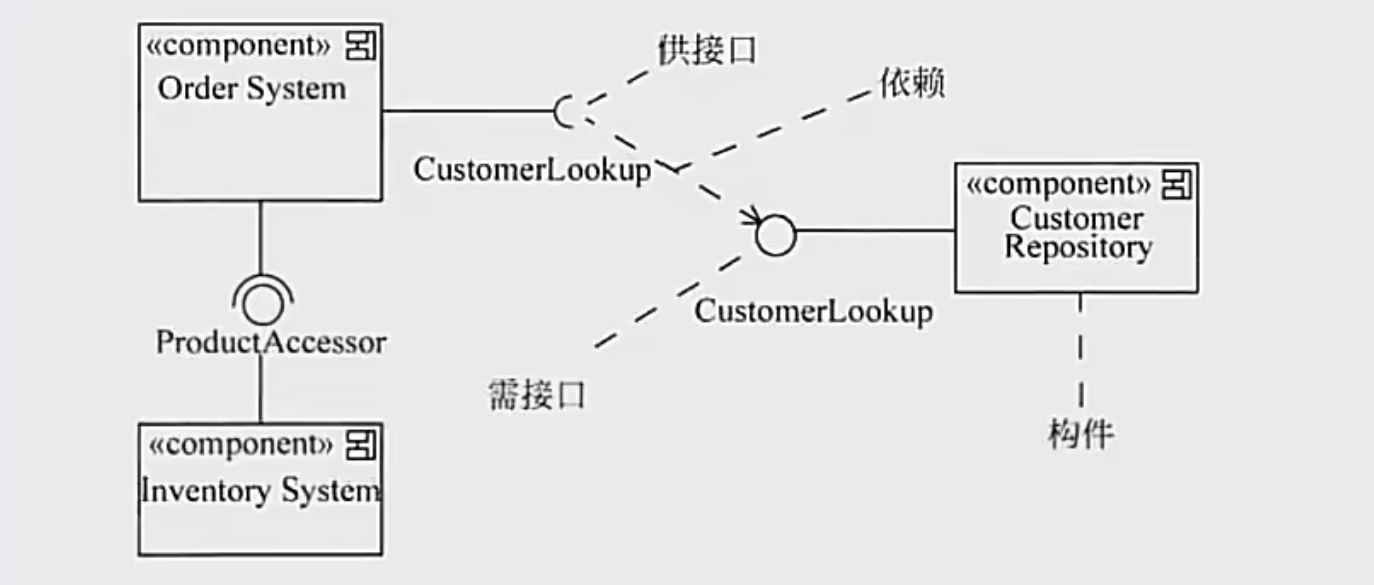 «component»
Order System
供接口
依赖
CustomerLookup
«component»
Customer
Repository
CustomerLookup
ProductAccessor
需接口
构件
«component»
Inventory System